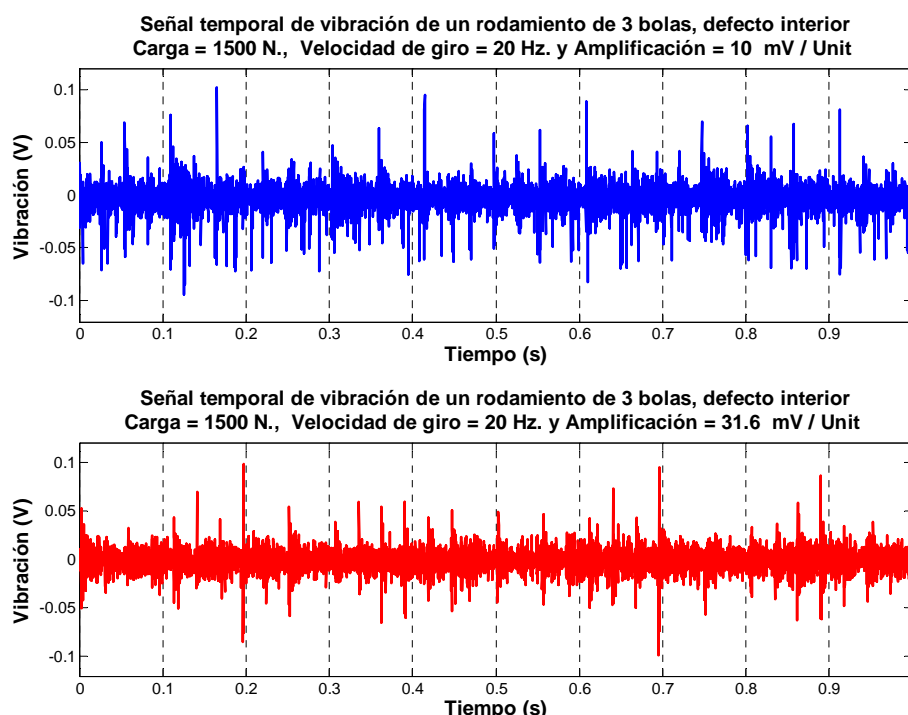 Señal temporal de vibración de un rodamiento de 3 bolas, defecto interior
Carga = 1500 N., Velocidad de giro = 20 Hz. y Amplificación = 10 mV / Unit
Vibración (V)
0.1
0.05
0
-0.05
-0.1
0 0.1 0.2 0.3 0.4 0.5 0.6 0.7 0.8 0.9
Tiempo (s)
Señal temporal de vibración de un rodamiento de 3 bolas, defecto interior
Carga = 1500 N., Velocidad de giro = 20 Hz. y Amplificación = 31.6 mV / Unit
Vibración (V)
0.1
0.05
0
-0.05
-0.1
0 0.1 0.2 0.3 0.4 0.5 0.6 0.7 0.8 0.9
Tiempo (s)